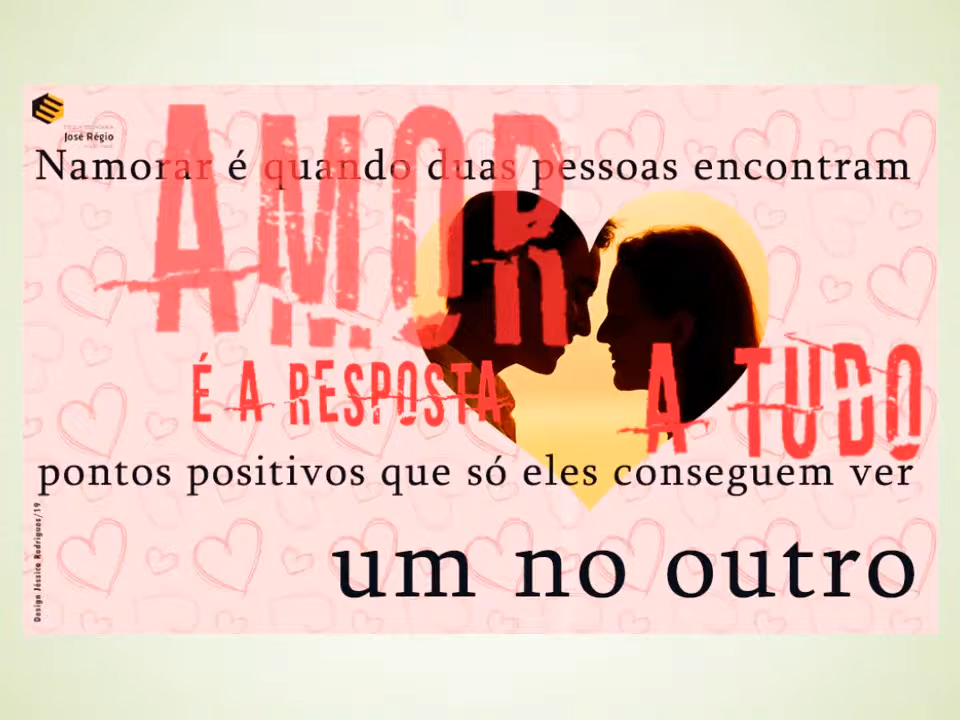 José Régio
Namorar é quando duas pessoas encontram
AMOR
É A RESPOSTA A TUDO
pontos positivos que só eles conseguem ver
um no outro
Design Jéssica Rodrigues/19